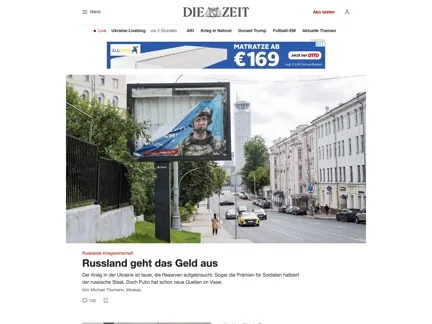 Menü
DIE ZEIT
Abo testen
Live
Ukraine-Liveblog vor 2 Stunden
AfD
Krieg in Nahost
Donald Trump
Fußball-EM
Aktuelle Themen
MATRATZE AB
€169
Jetzt bei OTTO
Russlands Kriegswirtschaft
Russland geht das Geld aus
Der Krieg in der Ukraine ist teuer, die Reserven aufgebraucht. Sogar die Prämien für Soldaten halbiert
der russische Staat. Doch Putin hat schon neue Quellen im Visier.
Von Michael Thumann, Moskau